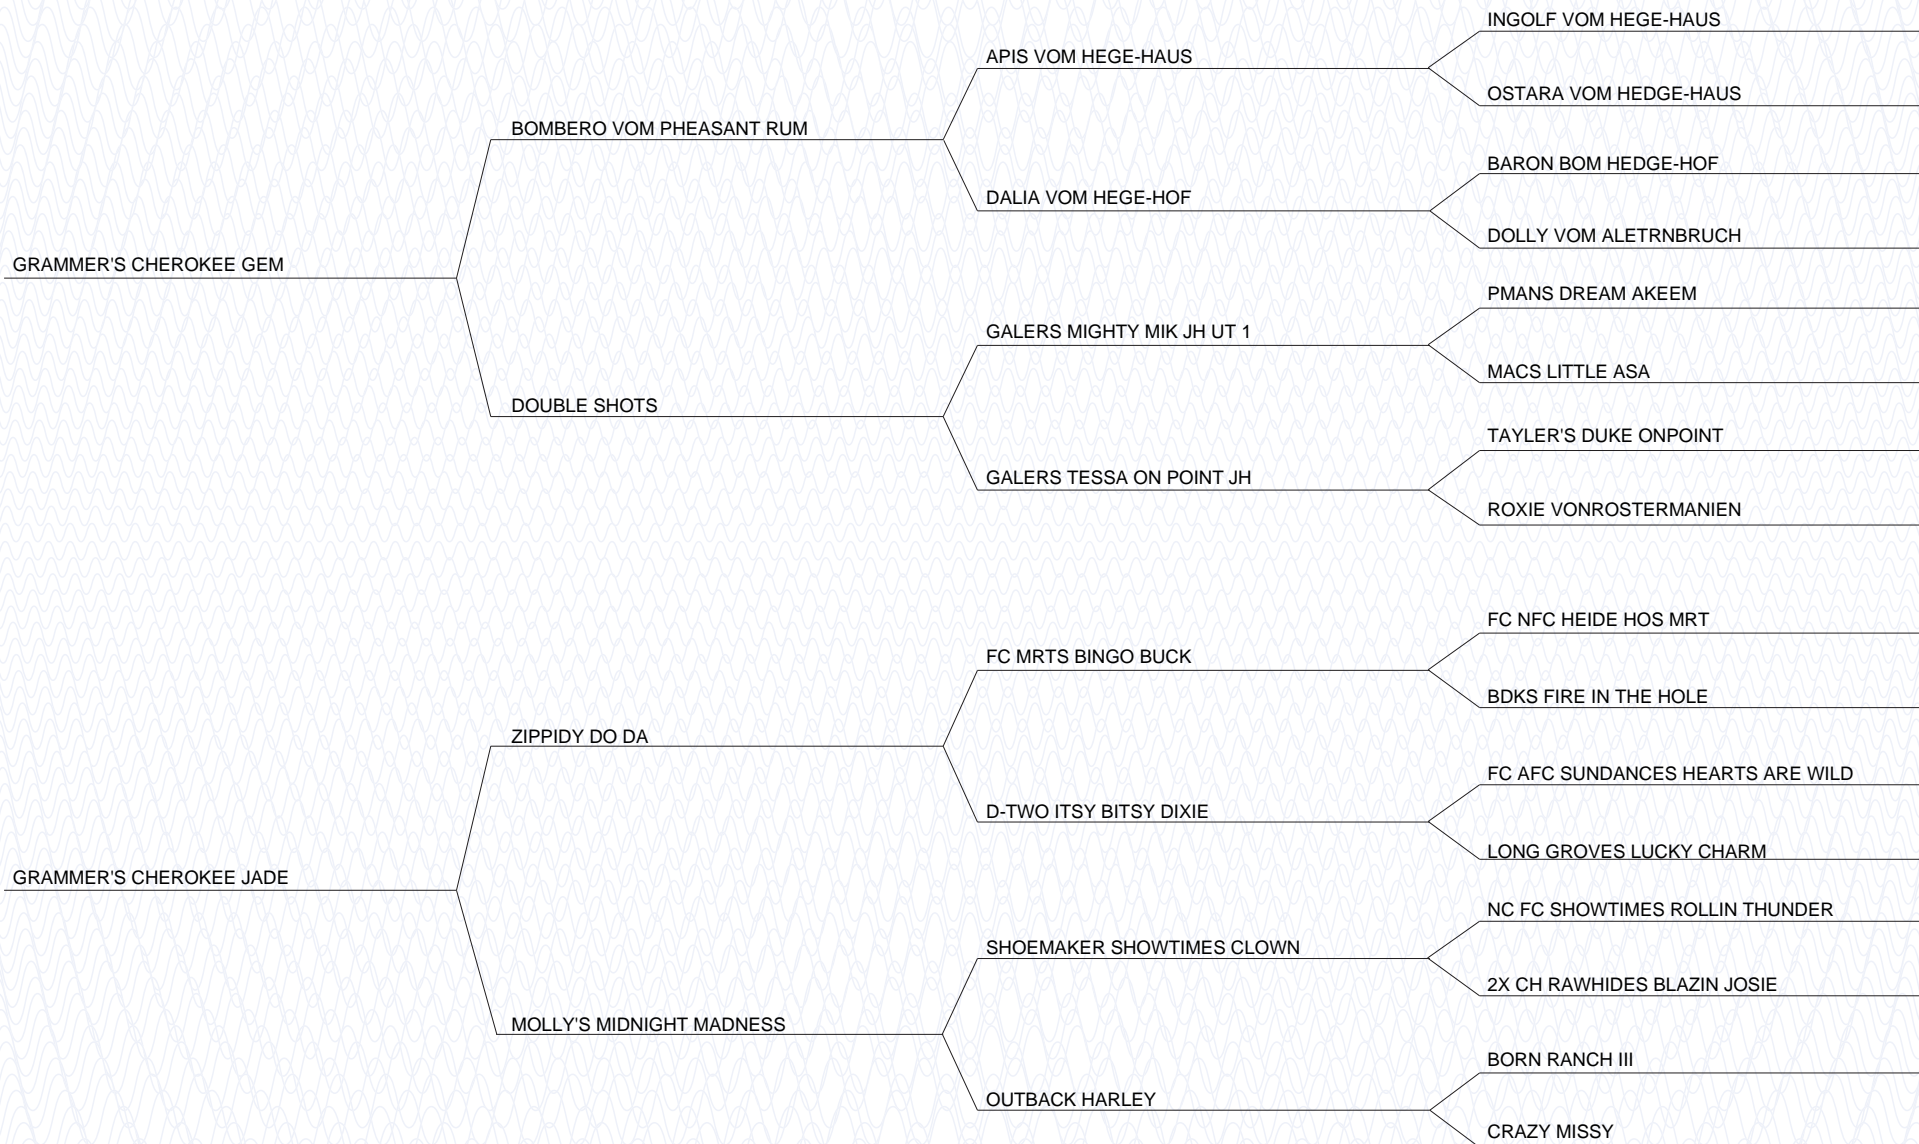 INGOLF VOM HEGE-HAUS
APIS VOM HEGE-HAUS
OSTARA VOM HEDGE-HAUS
BOMBERO VOM PHEASANT RUM
BARON BOM HEDGE-HOF
DALIA VOM HEGE-HOF
DOLLY VOM ALETRNBRUCH
GRAMMER'S CHEROKEE GEM
PMANS DREAM AKEEM
GALERS MIGHTY MIK JH UT 1
MACS LITTLE ASA
DOUBLE SHOTS
TAYLER'S DUKE ONPOINT
GALERS TESSA ON POINT JH
ROXIE VONROSTERMANIEN
FC NFC HEIDE HOS MRT
FC MRTS BINGO BUCK
BDKS FIRE IN THE HOLE
ZIPPIDY DO DA
FC AFC SUNDANCES HEARTS ARE WILD
D-TWO ITSY BITSY DIXIE
LONG GROVES LUCKY CHARM
GRAMMER'S CHEROKEE JADE
NC FC SHOWTIMES ROLLIN THUNDER
SHOEMAKER SHOWTIMES CLOWN
2X CH RAWHIDES BLAZIN JOSIE
MOLLY'S MIDNIGHT MADNESS
BORN RANCH III
OUTBACK HARLEY
CRAZY MISSY